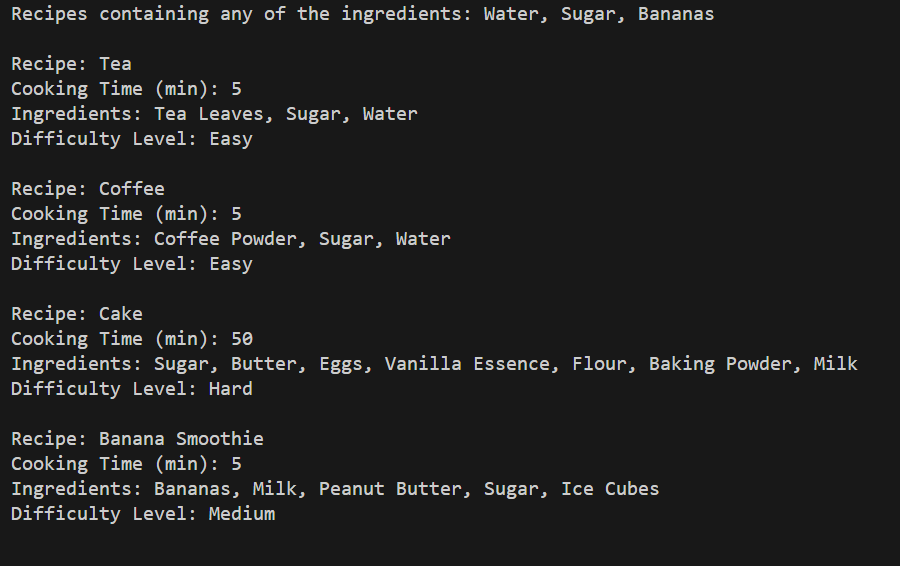 Recipes containing any of the ingredients: Water, Sugar, Bananas
Recipe: Tea
Cooking Time (min): 5
Ingredients: Tea Leaves, Sugar, Water
Difficulty Level: Easy
Recipe: Coffee
Cooking Time (min): 5
Ingredients: Coffee Powder, Sugar, Water
Difficulty Level: Easy
Recipe: Cake
Cooking Time (min): 50
Ingredients: Sugar, Butter, Eggs, Vanilla Essence, Flour, Baking Powder, Milk
Difficulty Level: Hard
Recipe: Banana Smoothie
Cooking Time (min): 5
Ingredients: Bananas, Milk, Peanut Butter, Sugar, Ice Cubes
Difficulty Level: Medium